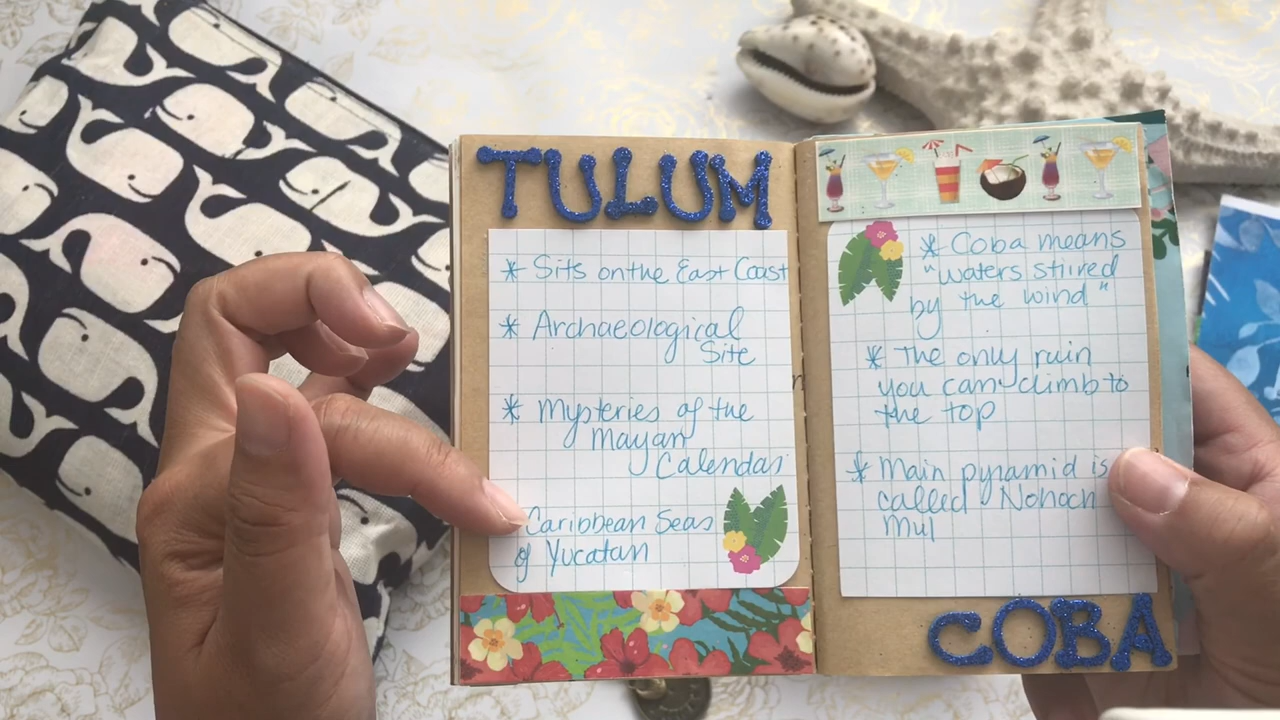 TULUM
* Sits on the East Coast
* Archaeological
Site
* Mysteries of the
Mayan
Calendar
Caribbean Seas
of Yucatan
* Coba means
"waters stirred
by the wind"
* The only ruin
you can climb to
the top
* Main pyramid is
called Nohoch
Mul
COBA